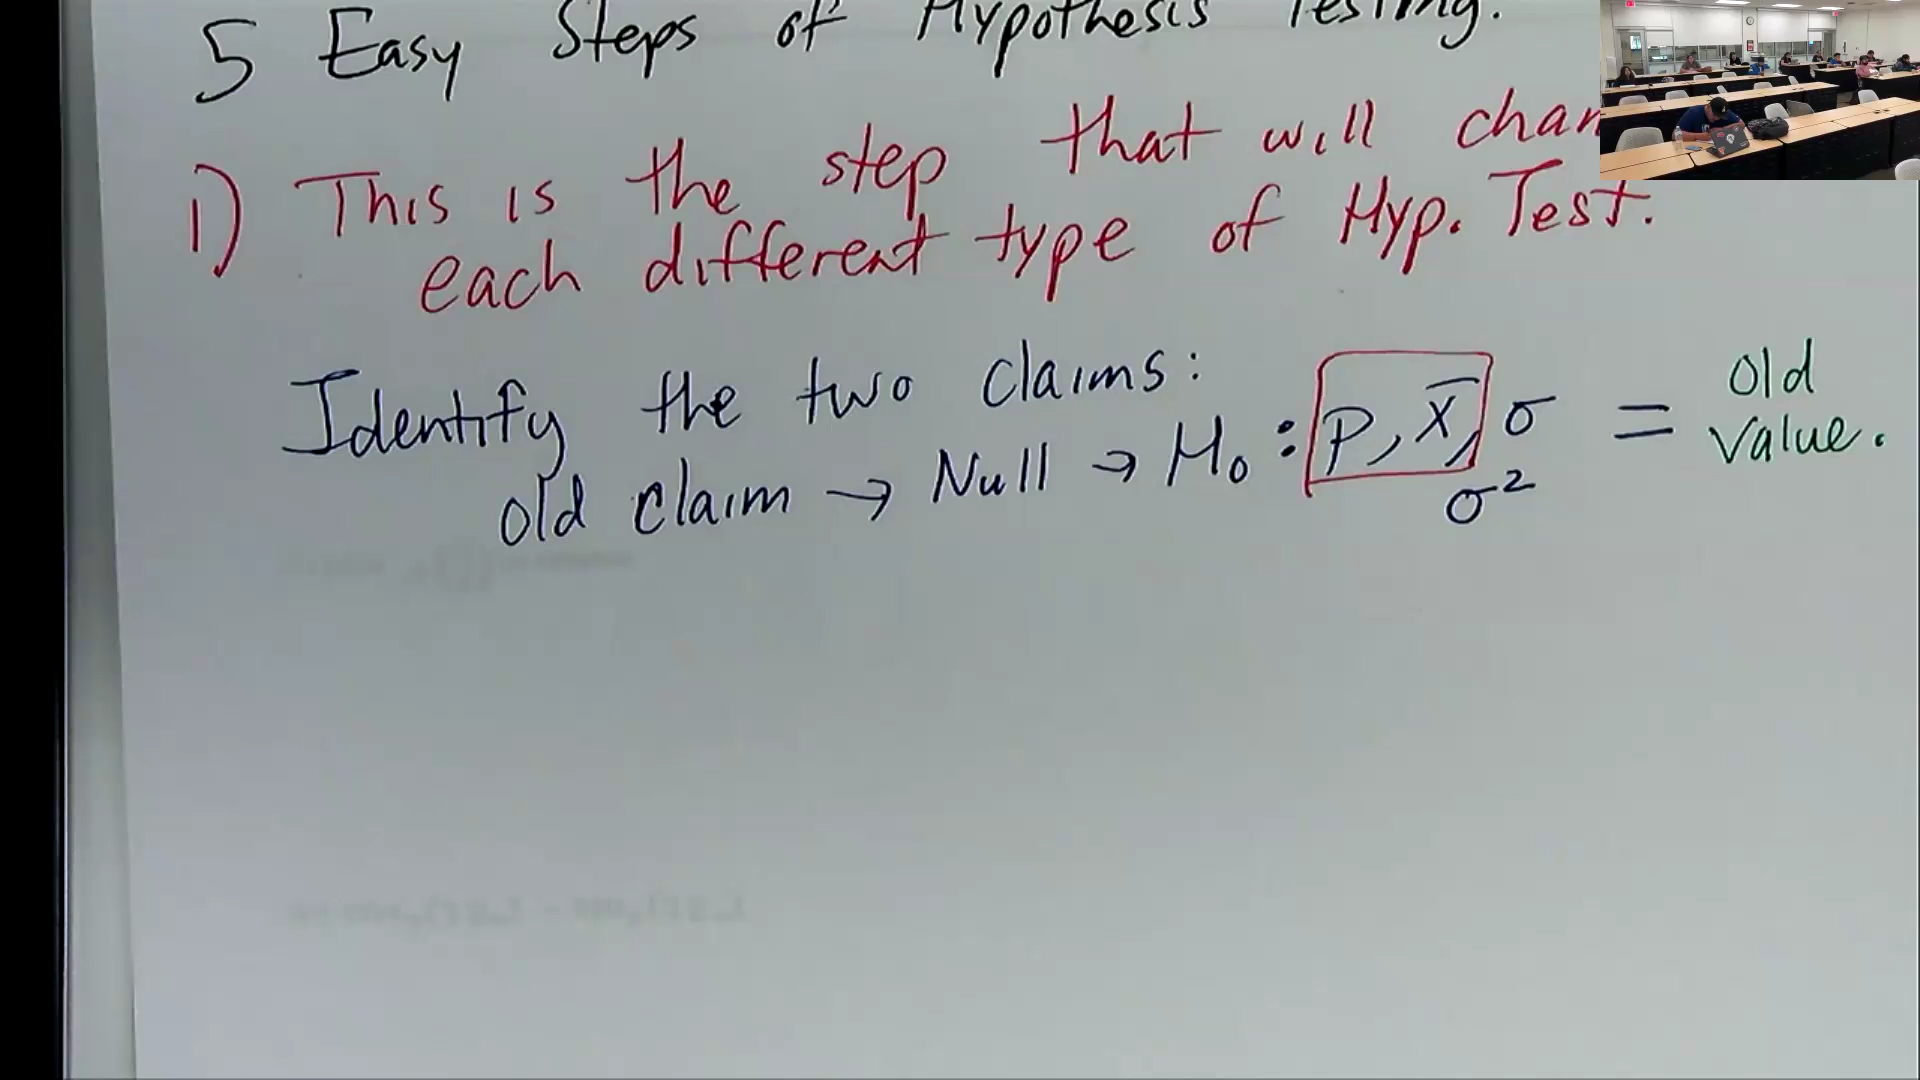 5 Easy Steps of Hypothesis Testing.
1) This is the step that will
each different type of Hyp. Test.
Identify the two claims:
old claim → Null → H₀ : p, x̄, σ = old value.
σ²